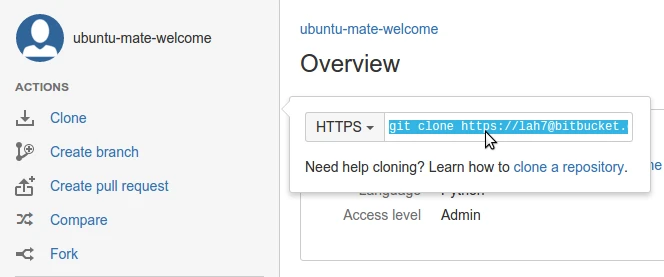 ubuntu-mate-welcome
ACTIONS
Clone
Create branch
Create pull request
Compare
Fork
ubuntu-mate-welcome
Overview
HTTPS
git clone https://lah7@bitbucket.
Need help cloning? Learn how to clone a repository.
Access level Admin